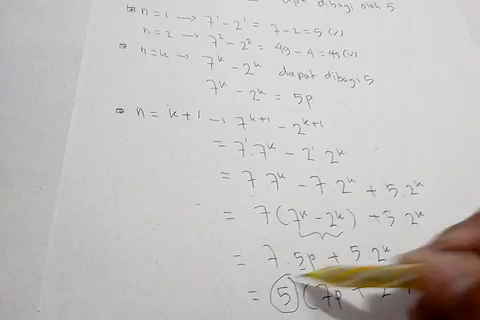 dapat dibagi oleh 5
n=1 → 7¹ - 2¹ = 7-2=5 (v)
n=2 → 7² - 2² = 49 - 4 = 45(v)
n=k → 7ᵏ - 2ᵏ dapat dibagi 5
7ᵏ - 2ᵏ = 5p
n = k+1 → 7ᵏ⁺¹ - 2ᵏ⁺¹
= 7¹.7ᵏ - 2¹ 2ᵏ
= 7.7ᵏ - 7.2ᵏ + 5.2ᵏ
= 7(7ᵏ - 2ᵏ) + 5 2ᵏ
= 7.5p + 5.2ᵏ
= 5 (7p +